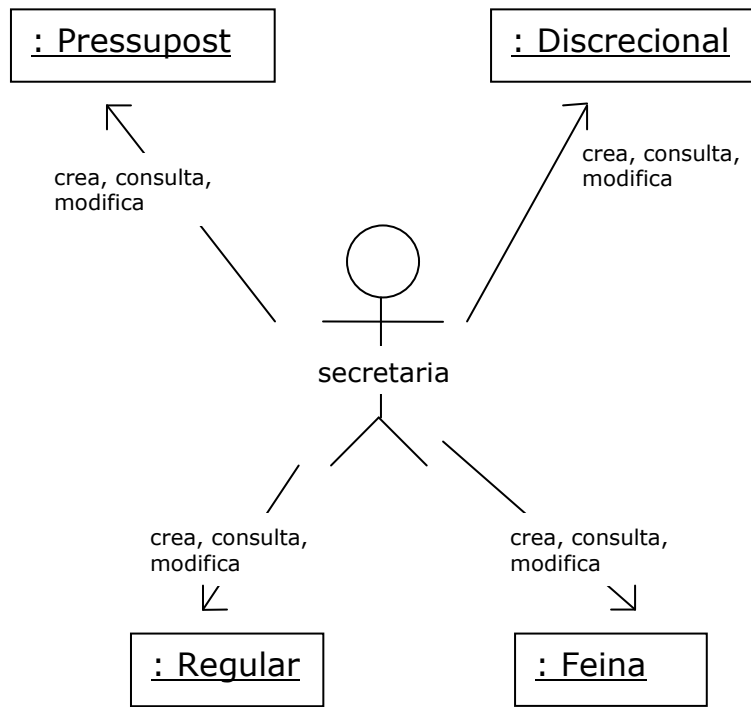 : Pressupost
: Discrecional
crea, consulta,
modifica
crea, consulta,
modifica
secretaria
crea, consulta,
modifica
crea, consulta,
modifica
: Regular
: Feina